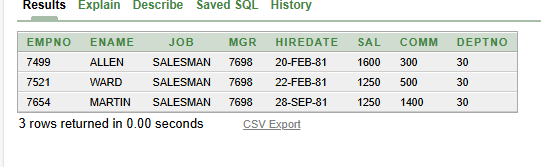 Results Explain Describe Saved SQL History
EMPNO ENAME JOB MGR HIREDATE SAL COMM DEPTNO
7499 ALLEN SALESMAN 7698 20-FEB-81 1600 300 30
7521 WARD SALESMAN 7698 22-FEB-81 1250 500 30
7654 MARTIN SALESMAN 7698 28-SEP-81 1250 1400 30
3 rows returned in 0.00 seconds CSV Export